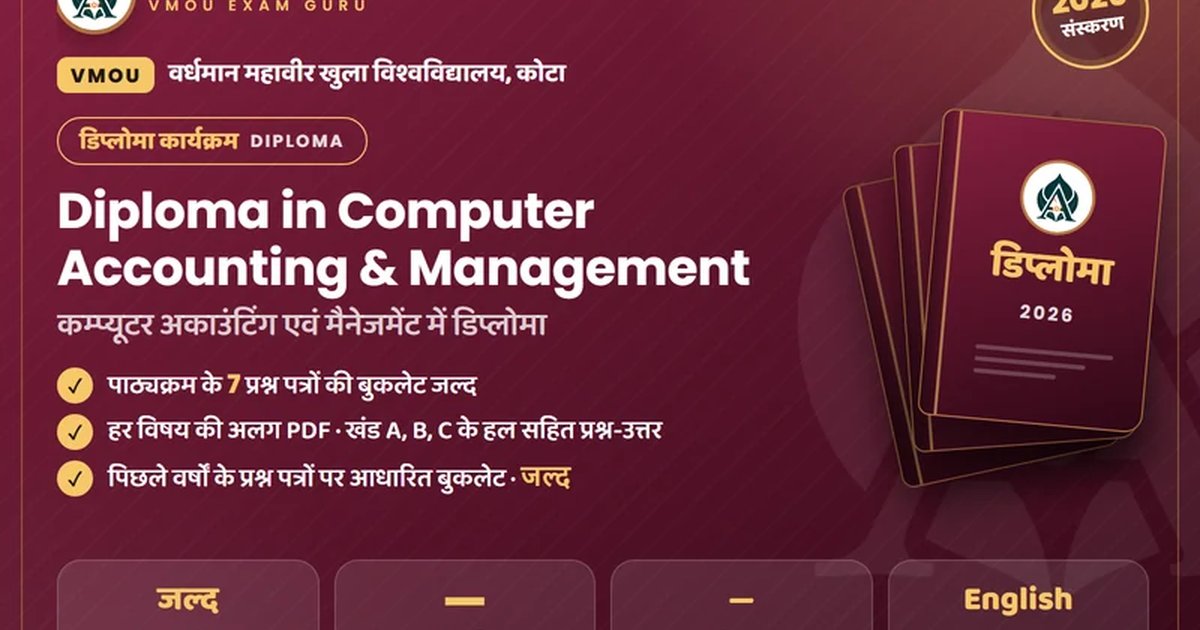 VMOU EXAM GURU
2026
संस्करण
VMOU वर्धमान महावीर खुला विश्वविद्यालय, कोटा
डिप्लोमा कार्यक्रम DIPLOMA
Diploma in Computer
Accounting & Management
कम्प्यूटर अकाउंटिंग एवं मैनेजमेंट में डिप्लोमा
✓ पाठ्यक्रम के 7 प्रश्न पत्रों की बुकलेट जल्द
✓ हर विषय की अलग PDF · खंड A, B, C के हल सहित प्रश्न-उत्तर
✓ पिछले वर्षों के प्रश्न पत्रों पर आधारित बुकलेट · जल्द
डिप्लोमा
2026
जल्द
—
–
English